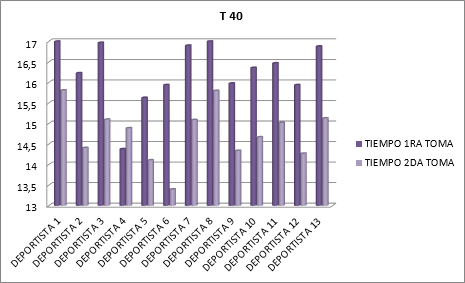 T 40
17
16,5
16
15,5
15
14,5
14
13,5
13
DEPORTISTA 1
DEPORTISTA 2
DEPORTISTA 3
DEPORTISTA 4
DEPORTISTA 5
DEPORTISTA 6
DEPORTISTA 7
DEPORTISTA 8
DEPORTISTA 9
DEPORTISTA 10
DEPORTISTA 11
DEPORTISTA 12
DEPORTISTA 13
TIEMPO 1RA TOMA
TIEMPO 2DA TOMA